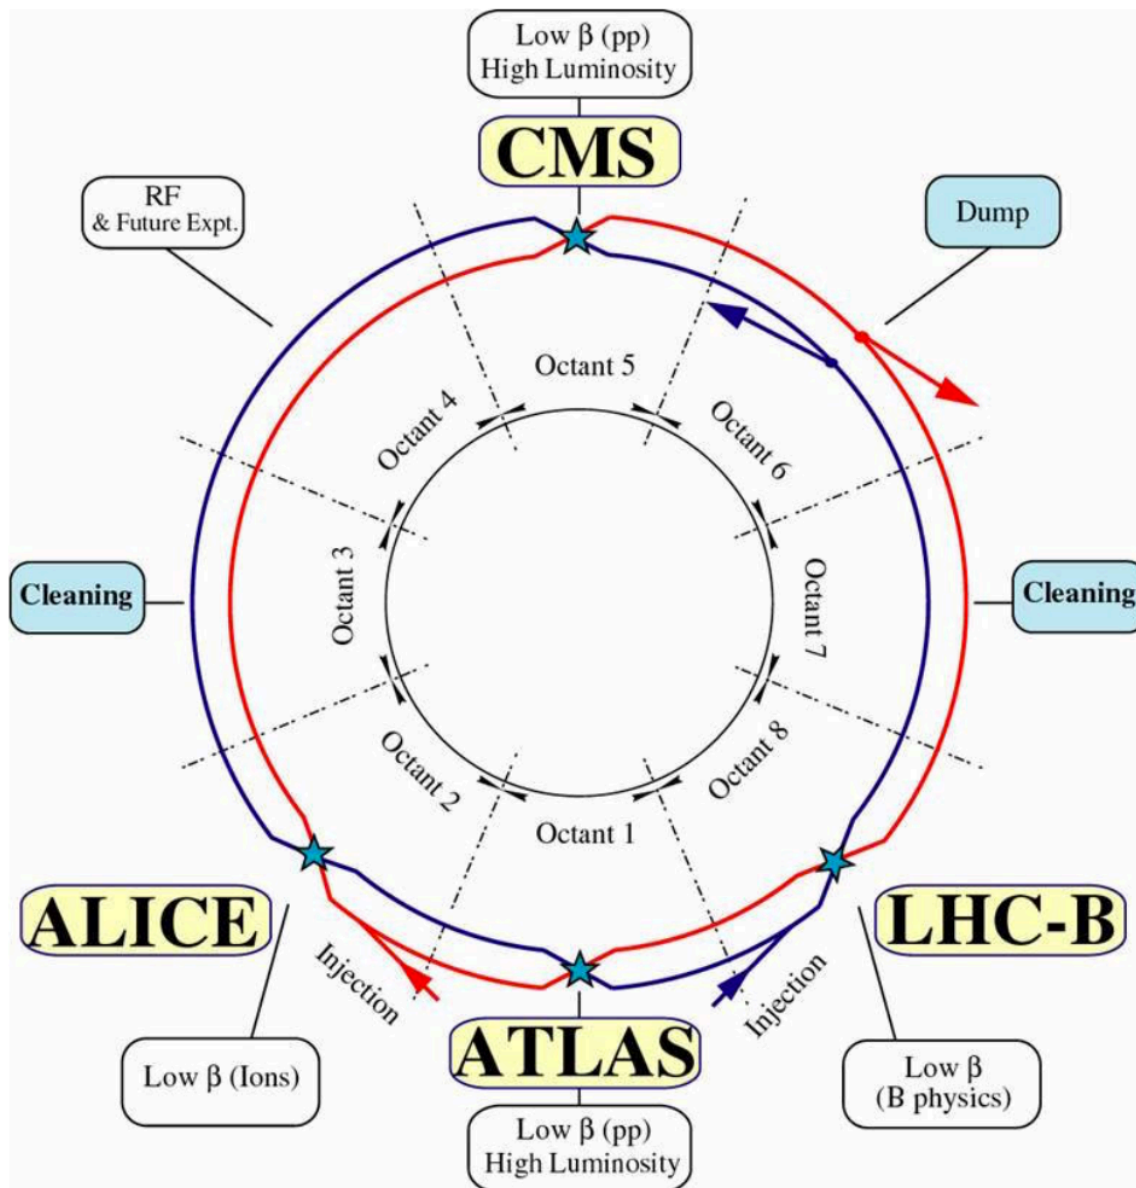 Low β (pp)
High Luminosity
CMS
RF
& Future Expt.
Dump
Octant 5
Octant 4
Octant 6
Cleaning
Octant 3
Octant 7
Cleaning
Octant 2
Octant 8
Octant 1
ALICE
LHC-B
Injection
Injection
ATLAS
Low β (Ions)
Low β
(B physics)
Low β (pp)
High Luminosity